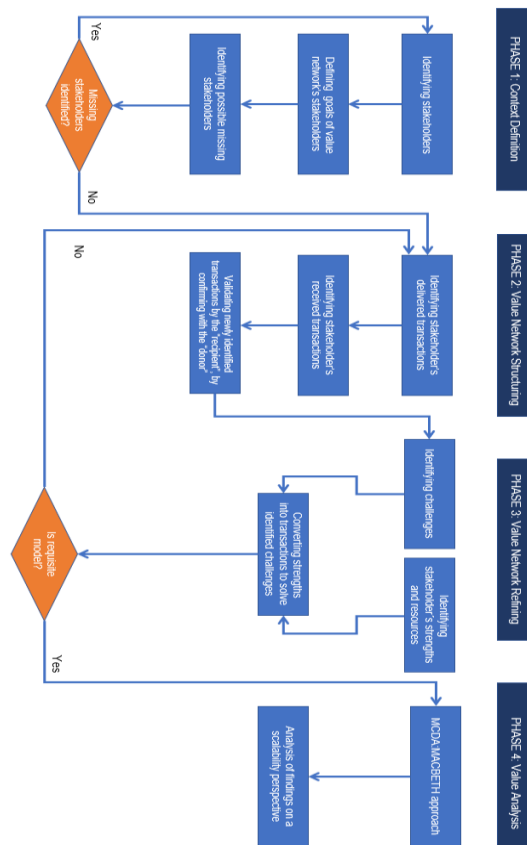 PHASE 1: Context Definition
Identifying stakeholders
Defining goals of value
network's stakeholders
Identifying possible missing
stakeholders
Missing
stakeholders
identified?
Yes
No
PHASE 2: Value Network Structuring
Identifying stakeholder's
delivered transactions
Identifying stakeholder's
received transactions
Validating newly identified
transactions by the "recipient", by
confirming with the "donor"
No
PHASE 3: Value Network Refining
Identifying challenges
Identifying
stakeholder's strengths
and resources
Converting strengths
into transactions to solve
identified challenges
Is requisite
model?
Yes
PHASE 4: Value Analysis
MCDA:MACBETH approach
Analysis of findings on a
scalability perspective